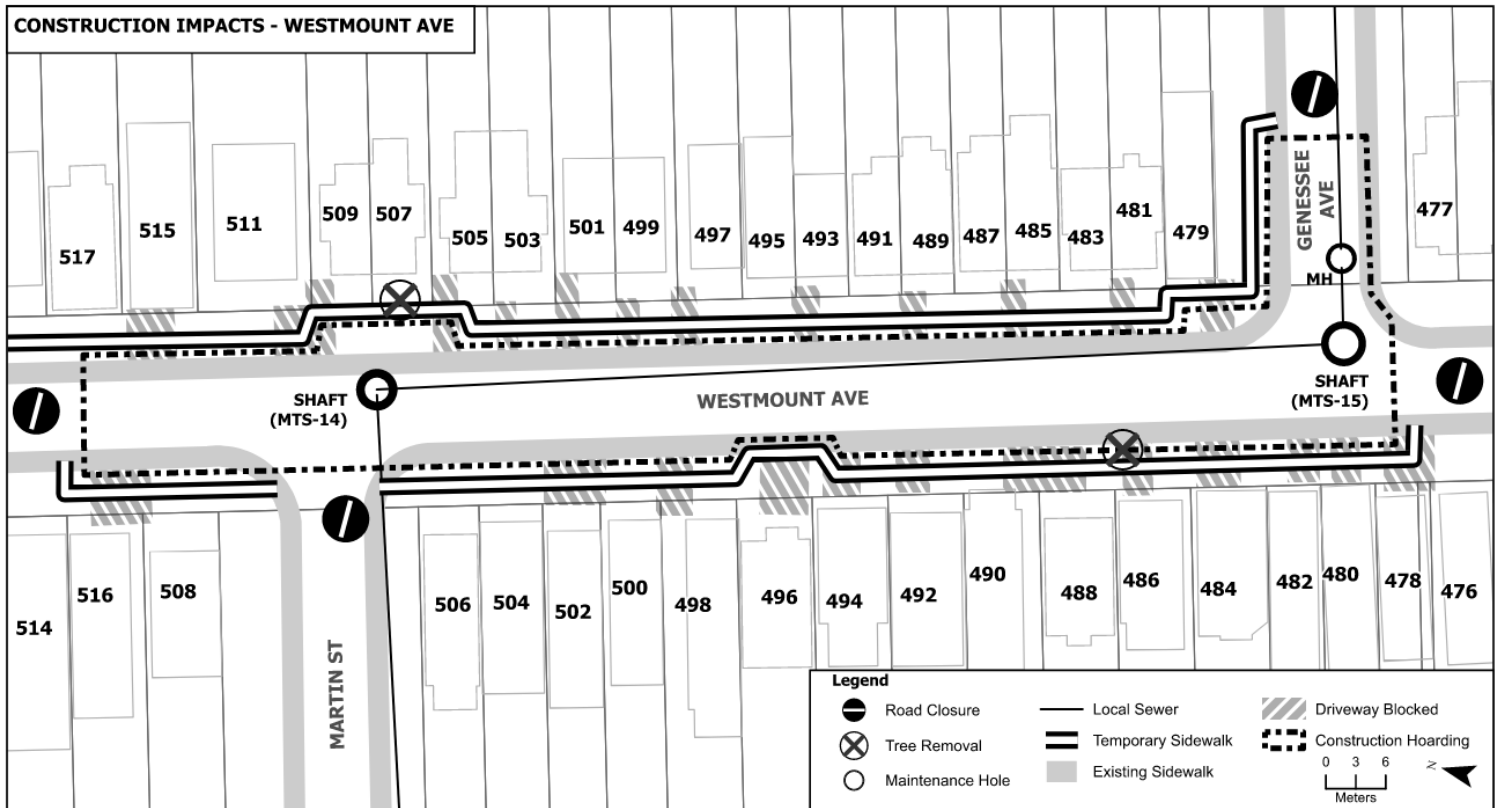 CONSTRUCTION IMPACTS - WESTMOUNT AVE
517
515
511
509
507
505
503
501
499
497
495
493
491
489
487
485
483
481
479
GENESSEE
AVE
477
MH
SHAFT
(MTS-14)
WESTMOUNT AVE
SHAFT
(MTS-15)
514
516
508
MARTIN ST
506
504
502
500
498
496
494
492
490
488
486
484
482
480
478
476
Legend
Road Closure
Tree Removal
Maintenance Hole
Local Sewer
Temporary Sidewalk
Existing Sidewalk
Driveway Blocked
Construction Hoarding
0 3 6
Meters
N